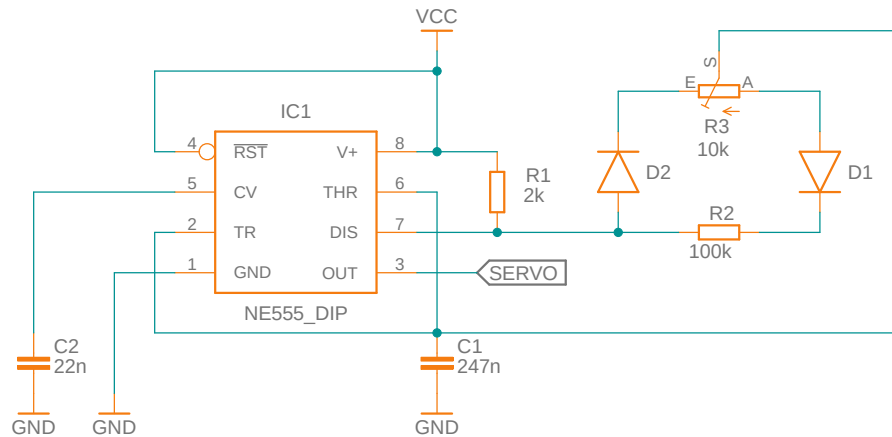 VCC
IC1
4
RST
V+
8
5
CV
THR
6
2
TR
DIS
7
1
GND
OUT
3
NE555_DIP
R1
2k
SERVO
S
E
A
R3
10k
D2
D1
R2
100k
C2
22n
C1
247n
GND
GND
GND